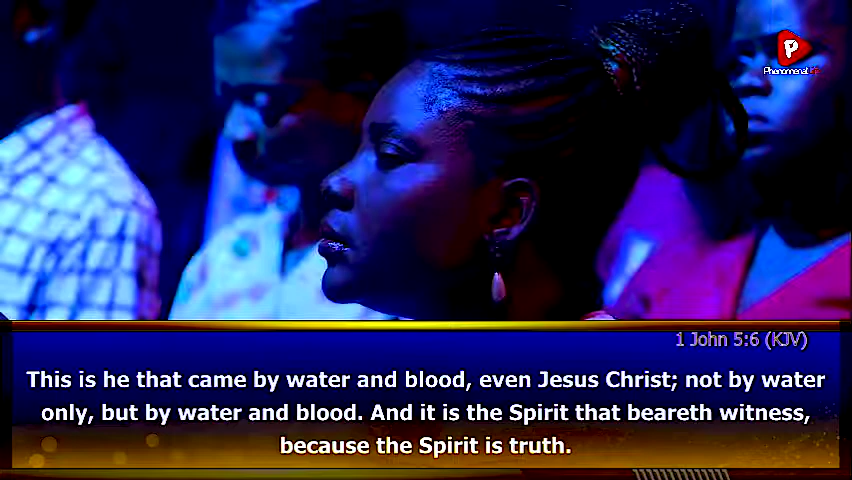 P
Phenomenal
1 John 5:6 (KJV)
This is he that came by water and blood, even Jesus Christ; not by water
only, but by water and blood. And it is the Spirit that beareth witness,
because the Spirit is truth.